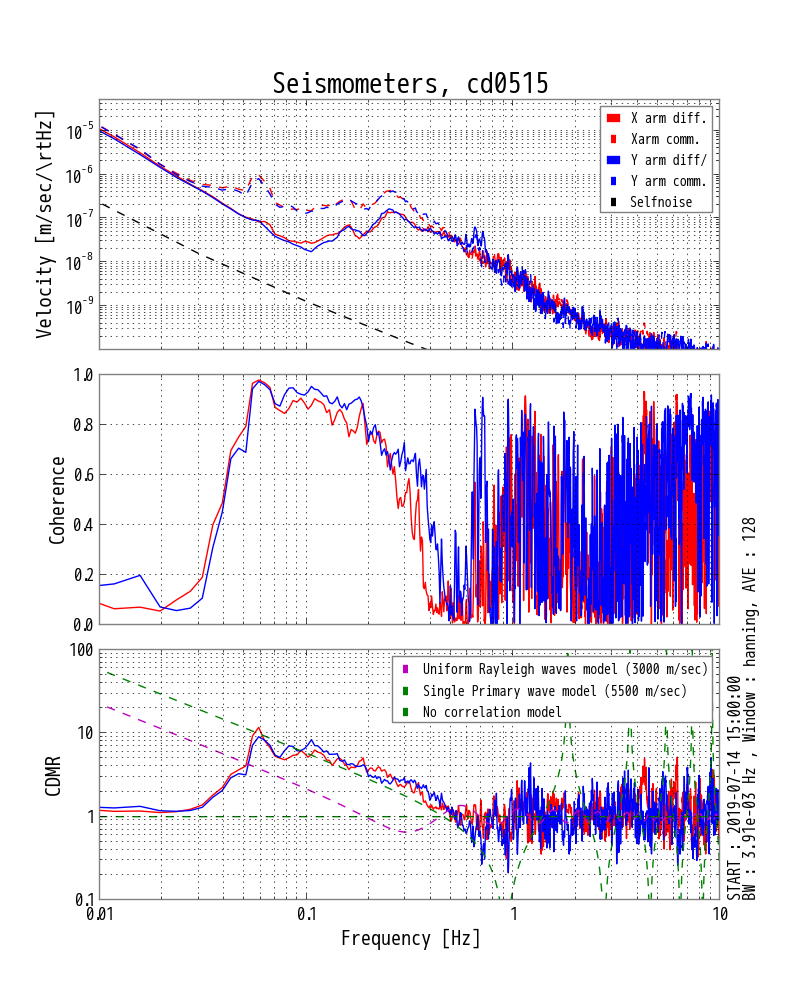 Seismometers, cd0515
Velocity [m/sec/\rtHz]
10^-5
10^-6
10^-7
10^-8
10^-9
X arm diff.
Xarm comm.
Y arm diff/
Y arm comm.
Selfnoise
Coherence
1.0
0.8
0.6
0.4
0.2
0.0
CDMR
100
10
1
0.1
Uniform Rayleigh waves model (3000 m/sec)
Single Primary wave model (5500 m/sec)
No correlation model
0.01
0.1
1
10
Frequency [Hz]
START : 2019-07-14 15:00:00
BW : 3.91e-03 Hz , Window : hanning, AVE : 128